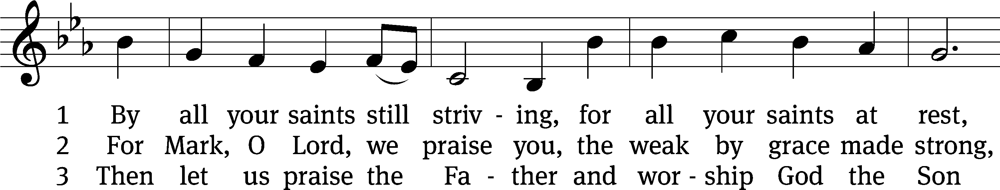 1 By all your saints still striv - ing, for all your saints at rest,
2 For Mark, O Lord, we praise you, the weak by grace made strong,
3 Then let us praise the Fa - ther and wor - ship God the Son